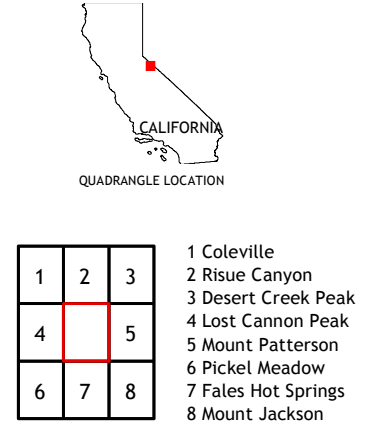 CALIFORNIA
QUADRANGLE LOCATION
1 2 3
4 5
6 7 8
1 Coleville
2 Risue Canyon
3 Desert Creek Peak
4 Lost Cannon Peak
5 Mount Patterson
6 Pickel Meadow
7 Fales Hot Springs
8 Mount Jackson